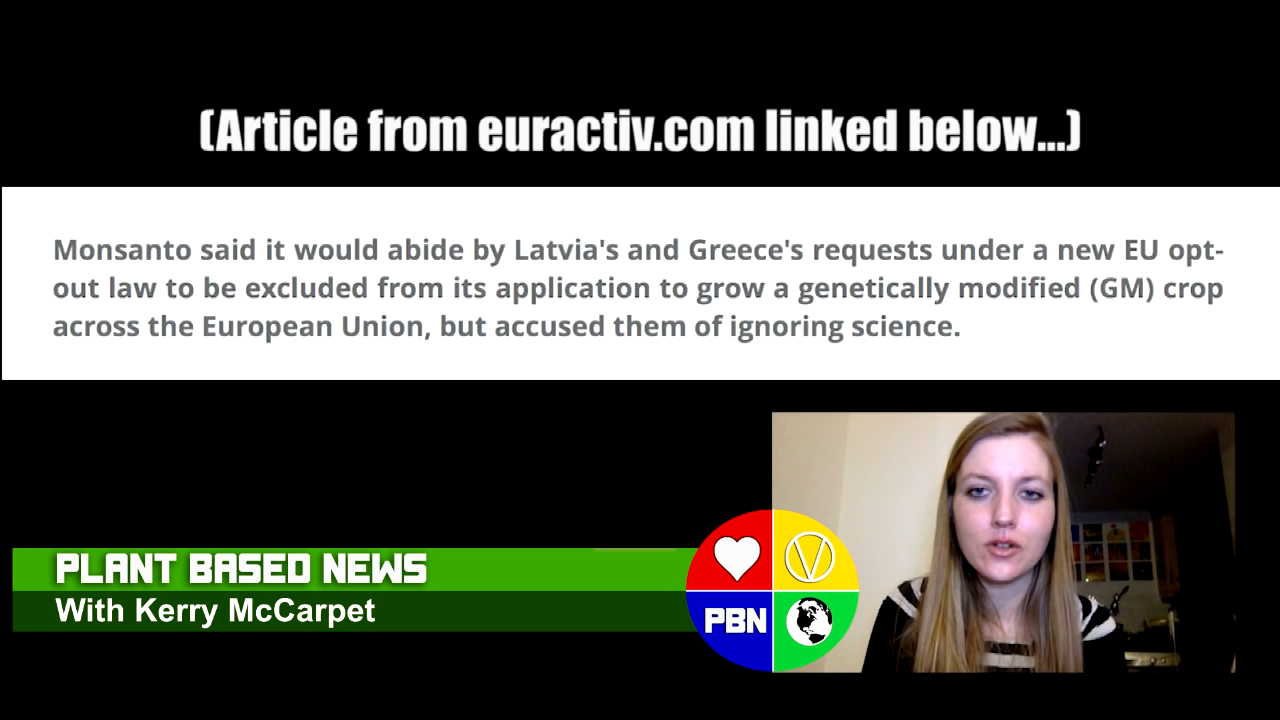 (Article from euractiv.com linked below...)
Monsanto said it would abide by Latvia's and Greece's requests under a new EU opt-
out law to be excluded from its application to grow a genetically modified (GM) crop
across the European Union, but accused them of ignoring science.
PLANT BASED NEWS
With Kerry McCarpet
V
PBN